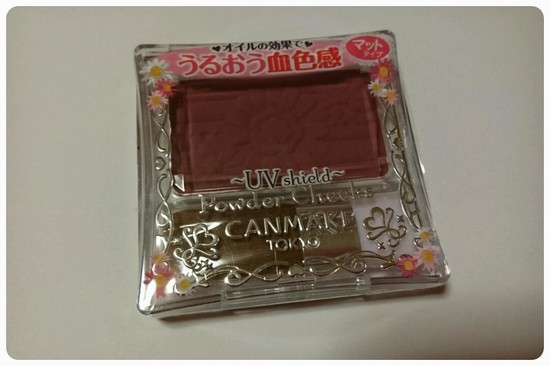 ♥オイルの効果で♥
うるおう血色感
マット
タイプ
~UV shield~
Powder Cheeks
CANMAKE
TOKYO